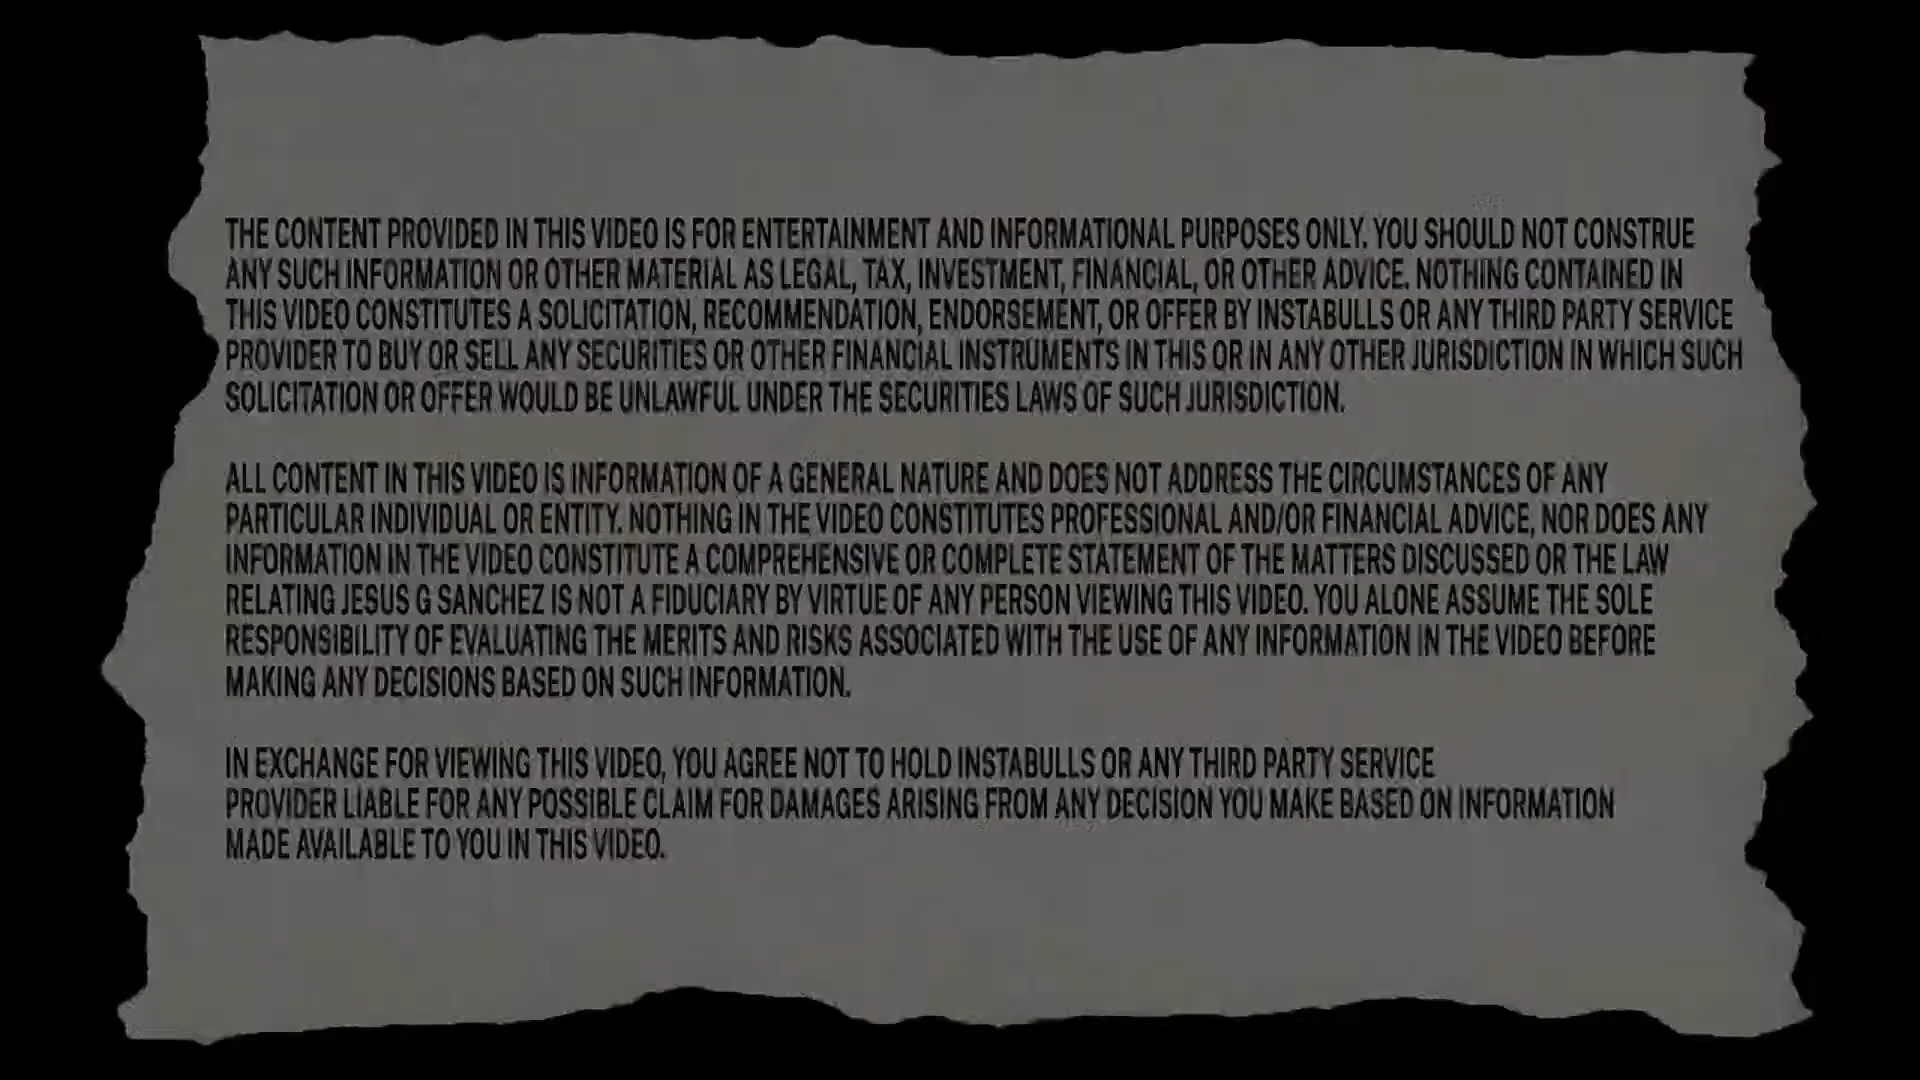 THE CONTENT PROVIDED IN THIS VIDEO IS FOR ENTERTAINMENT AND INFORMATIONAL PURPOSES ONLY. YOU SHOULD NOT CONSTRUE
ANY SUCH INFORMATION OR OTHER MATERIAL AS LEGAL, TAX, INVESTMENT, FINANCIAL, OR OTHER ADVICE. NOTHING CONTAINED IN
THIS VIDEO CONSTITUTES A SOLICITATION, RECOMMENDATION, ENDORSEMENT, OR OFFER BY INSTABULLS OR ANY THIRD PARTY SERVICE
PROVIDER TO BUY OR SELL ANY SECURITIES OR OTHER FINANCIAL INSTRUMENTS IN THIS OR IN ANY OTHER JURISDICTION IN WHICH SUCH
SOLICITATION OR OFFER WOULD BE UNLAWFUL UNDER THE SECURITIES LAWS OF SUCH JURISDICTION.
ALL CONTENT IN THIS VIDEO IS INFORMATION OF A GENERAL NATURE AND DOES NOT ADDRESS THE CIRCUMSTANCES OF ANY
PARTICULAR INDIVIDUAL OR ENTITY. NOTHING IN THE VIDEO CONSTITUTES PROFESSIONAL AND/OR FINANCIAL ADVICE, NOR DOES ANY
INFORMATION IN THE VIDEO CONSTITUTE A COMPREHENSIVE OR COMPLETE STATEMENT OF THE MATTERS DISCUSSED OR THE LAW
RELATING JESUS G SANCHEZ IS NOT A FIDUCIARY BY VIRTUE OF ANY PERSON VIEWING THIS VIDEO. YOU ALONE ASSUME THE SOLE
RESPONSIBILITY OF EVALUATING THE MERITS AND RISKS ASSOCIATED WITH THE USE OF ANY INFORMATION IN THE VIDEO BEFORE
MAKING ANY DECISIONS BASED ON SUCH INFORMATION.
IN EXCHANGE FOR VIEWING THIS VIDEO, YOU AGREE NOT TO HOLD INSTABULLS OR ANY THIRD PARTY SERVICE
PROVIDER LIABLE FOR ANY POSSIBLE CLAIM FOR DAMAGES ARISING FROM ANY DECISION YOU MAKE BASED ON INFORMATION
MADE AVAILABLE TO YOU IN THIS VIDEO.